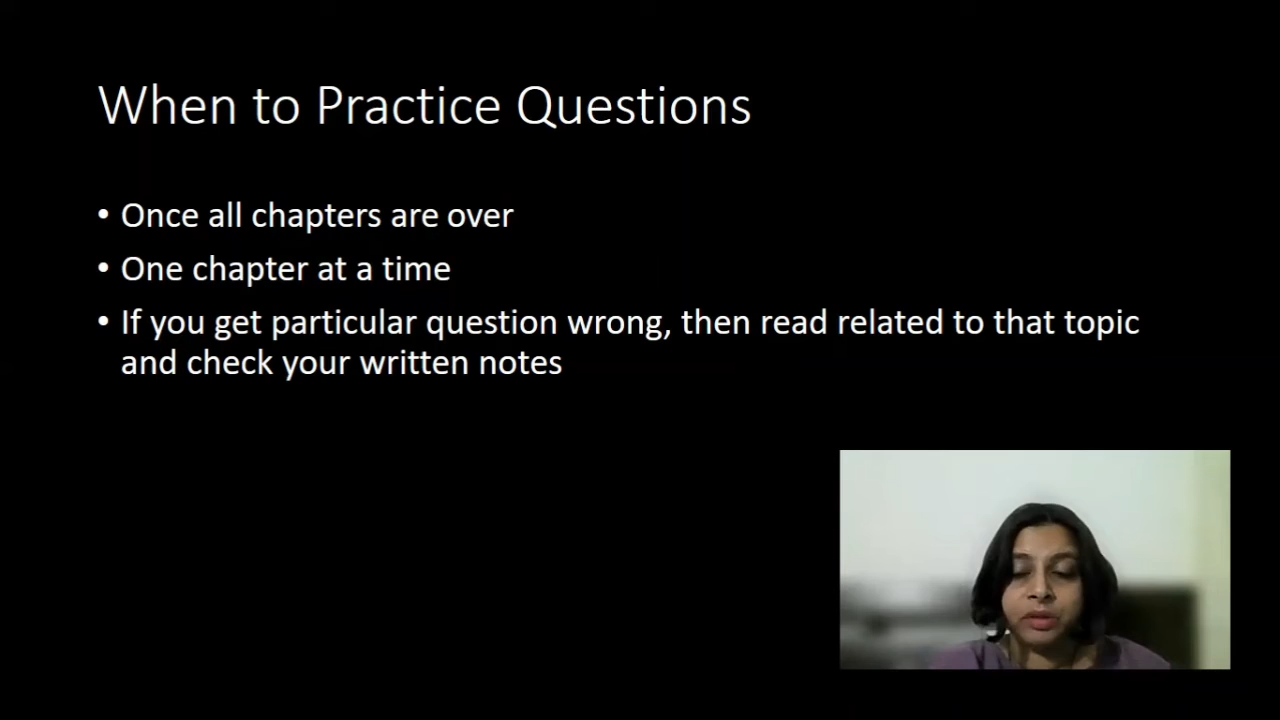 When to Practice Questions
• Once all chapters are over
• One chapter at a time
• If you get particular question wrong, then read related to that topic
and check your written notes